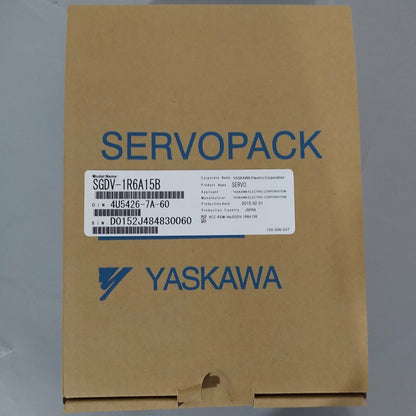 SERVOPACK
Model Name
SGDV-1R6A15B
O/N 4U5426-7A-60
S/N D0152J484830060
Corporate Name YASKAWA Electric Corporation
Product Name SERVO
Applicant YASKAWA ELECTRIC CORPORATION
Manufacturer YASKAWA ELECTRIC CORPORATION
Production date 2015.02.01
Production Country JAPAN
YASKAWA